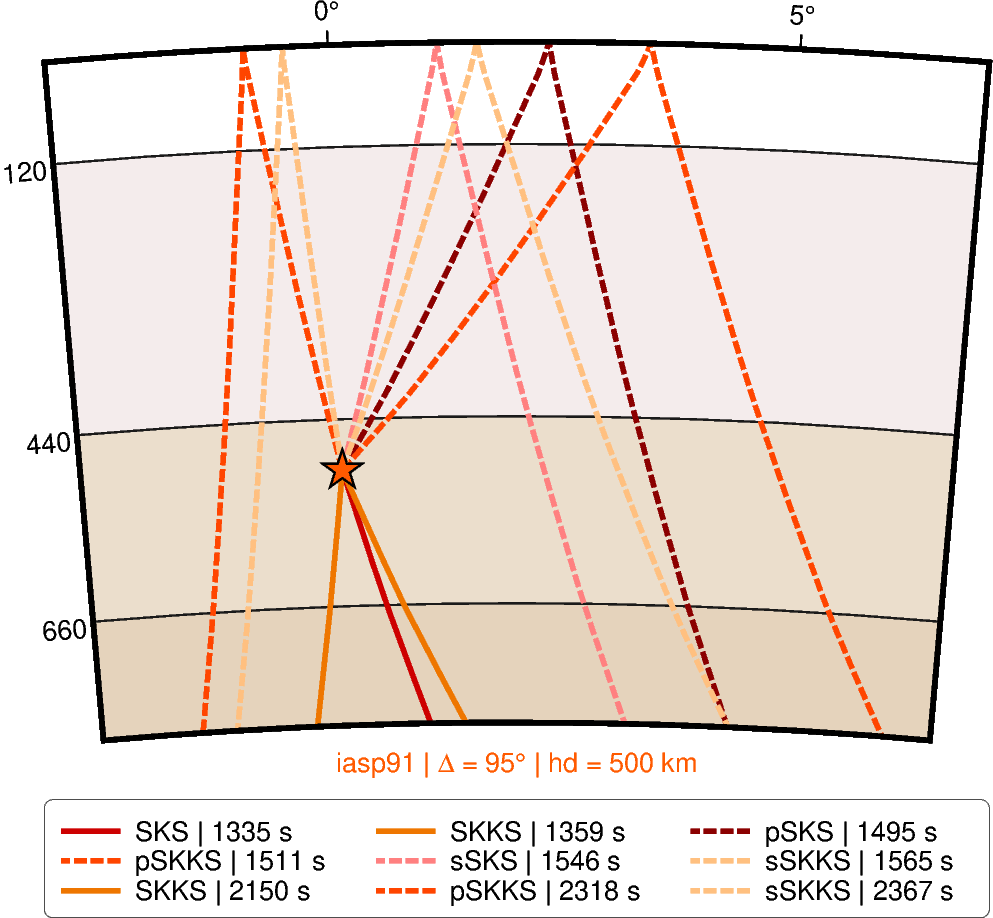 0° 5°
120
440
660
iasp91 | Δ = 95° | hd = 500 km
SKS | 1335 s SKKS | 1359 s pSKS | 1495 s
pSKKS | 1511 s sSKS | 1546 s sSKKS | 1565 s
SKKS | 2150 s pSKKS | 2318 s sSKKS | 2367 s